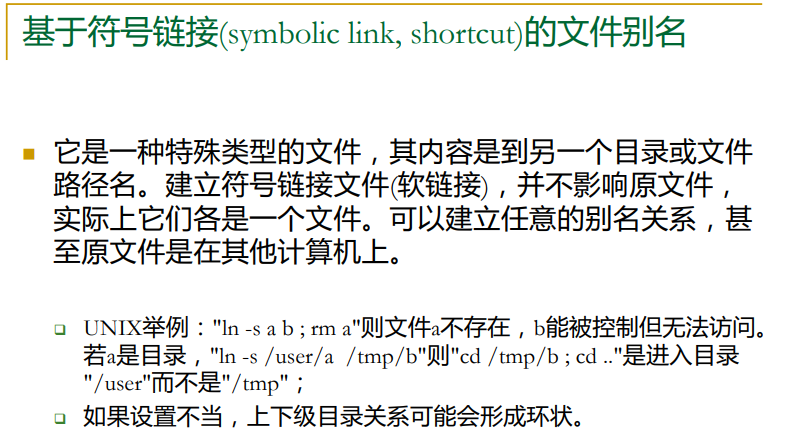 基于符号链接(symbolic link, shortcut)的文件别名
它是一种特殊类型的文件，其内容是到另一个目录或文件
路径名。建立符号链接文件(软链接)，并不影响原文件，
实际上它们各是一个文件。可以建立任意的别名关系，甚
至原文件是在其他计算机上。
UNIX举例："ln -s a b ; rm a"则文件a不存在，b能被控制但无法访问。
若a是目录，"ln -s /user/a  /tmp/b"则"cd /tmp/b ; cd .."是进入目录
"/user"而不是"/tmp"；
如果设置不当，上下级目录关系可能会形成环状。